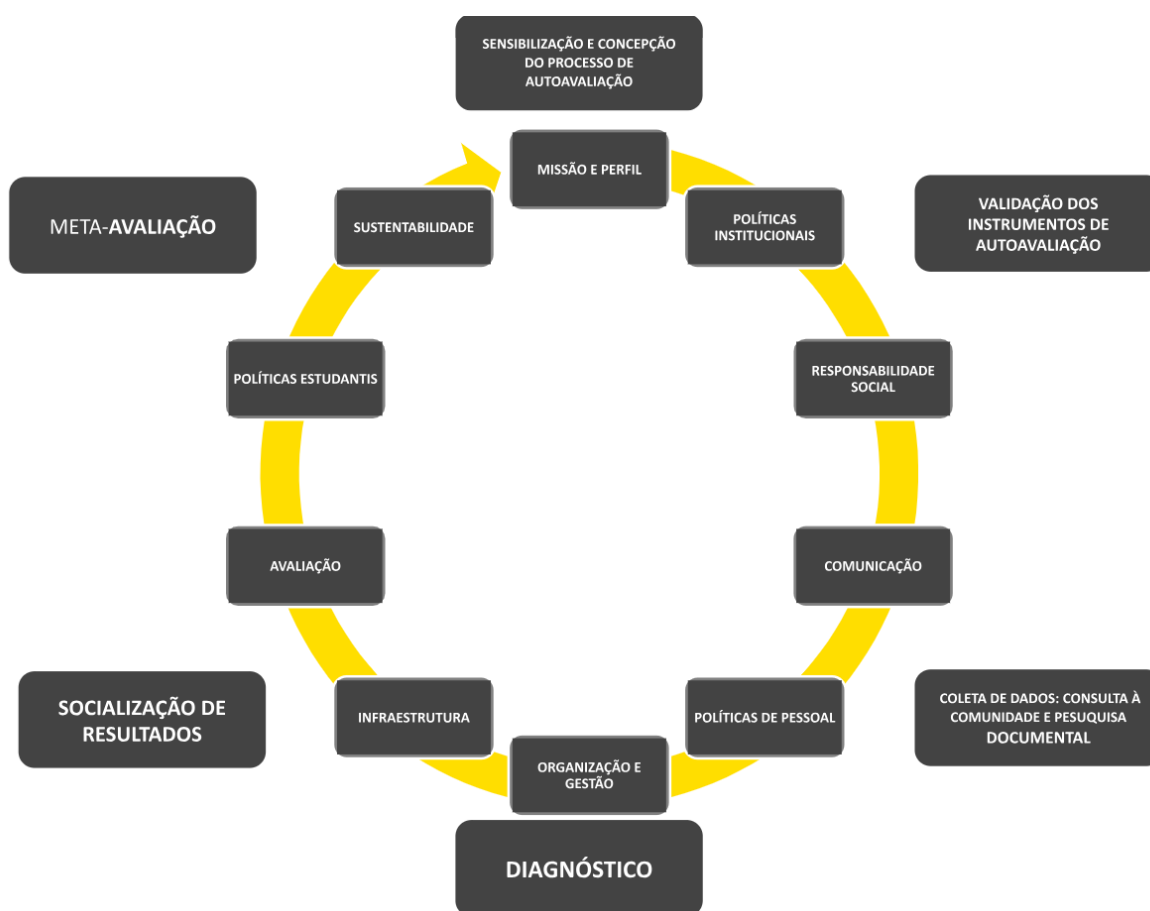 SENSIBILIZAÇÃO E CONCEPÇÃO
DO PROCESSO DE
AUTOAVALIAÇÃO
MISSÃO E PERFIL
META-AVALIAÇÃO
SUSTENTABILIDADE
POLÍTICAS
INSTITUCIONAIS
VALIDAÇÃO DOS
INSTRUMENTOS DE
AUTOAVALIAÇÃO
POLÍTICAS ESTUDANTIS
RESPONSABILIDADE
SOCIAL
AVALIAÇÃO
COMUNICAÇÃO
SOCIALIZAÇÃO DE
RESULTADOS
INFRAESTRUTURA
POLÍTICAS DE PESSOAL
COLETA DE DADOS: CONSULTA À
COMUNIDADE E PESQUISA
DOCUMENTAL
ORGANIZAÇÃO E
GESTÃO
DIAGNÓSTICO